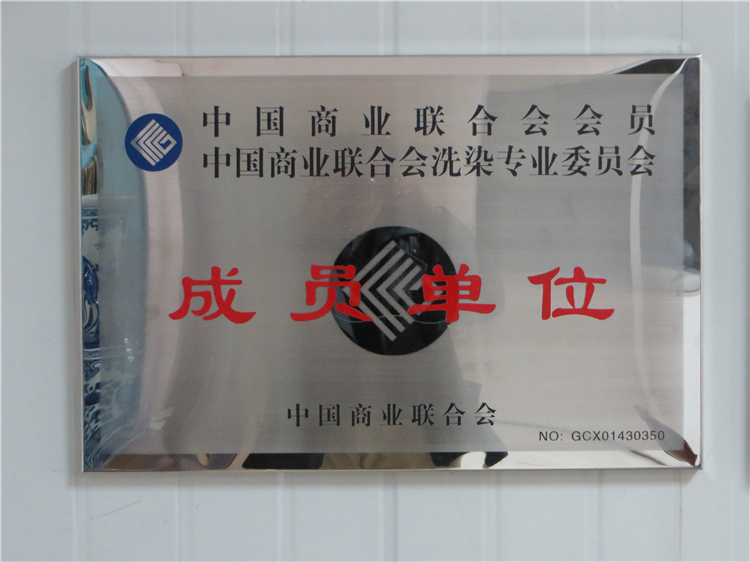 中国商业联合会会员
中国商业联合会洗染专业委员会
成员单位
中国商业联合会
NO: GCX01430350